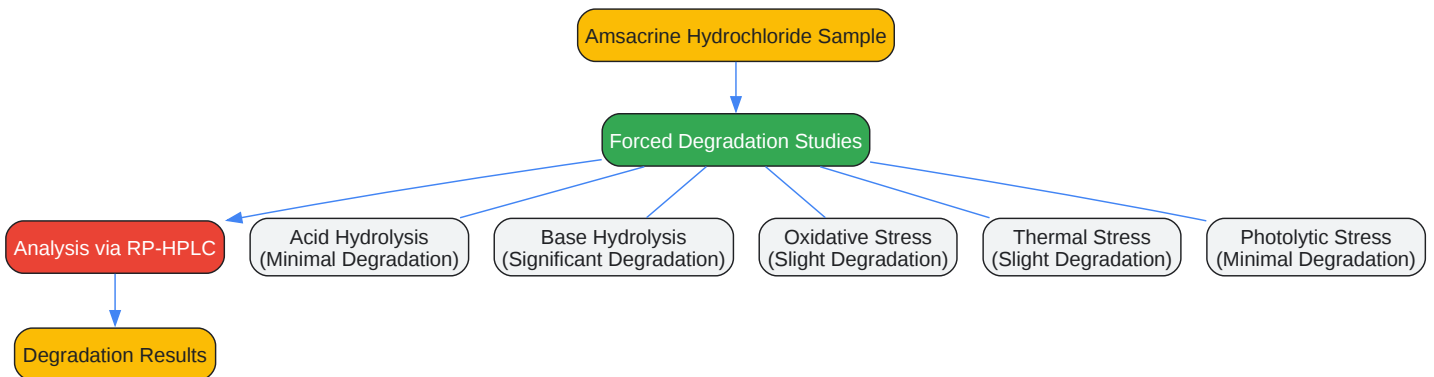 Amsacrine Hydrochloride Sample
Forced Degradation Studies
Analysis via RP-HPLC
Acid Hydrolysis
(Minimal Degradation)
Base Hydrolysis
(Significant Degradation)
Oxidative Stress
(Slight Degradation)
Thermal Stress
(Slight Degradation)
Photolytic Stress
(Minimal Degradation)
Degradation Results